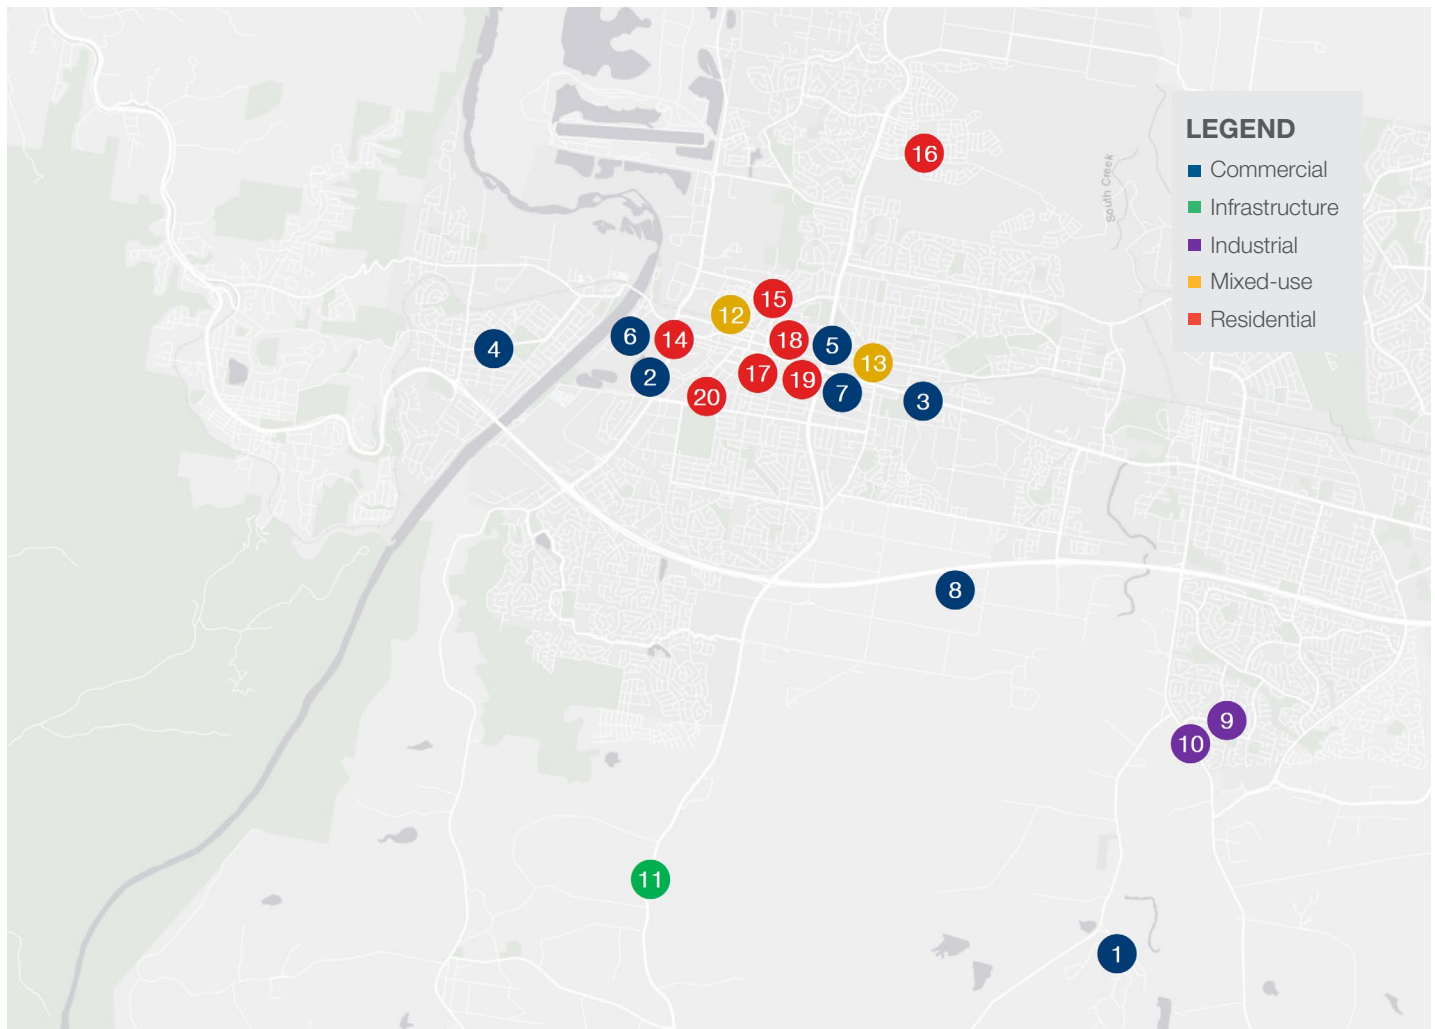 LEGEND
Commercial
Infrastructure
Industrial
Mixed-use
Residential
South Creek
16
15
12
6
14
18
5
4
13
2
17
19
7
20
3
8
9
10
11
1